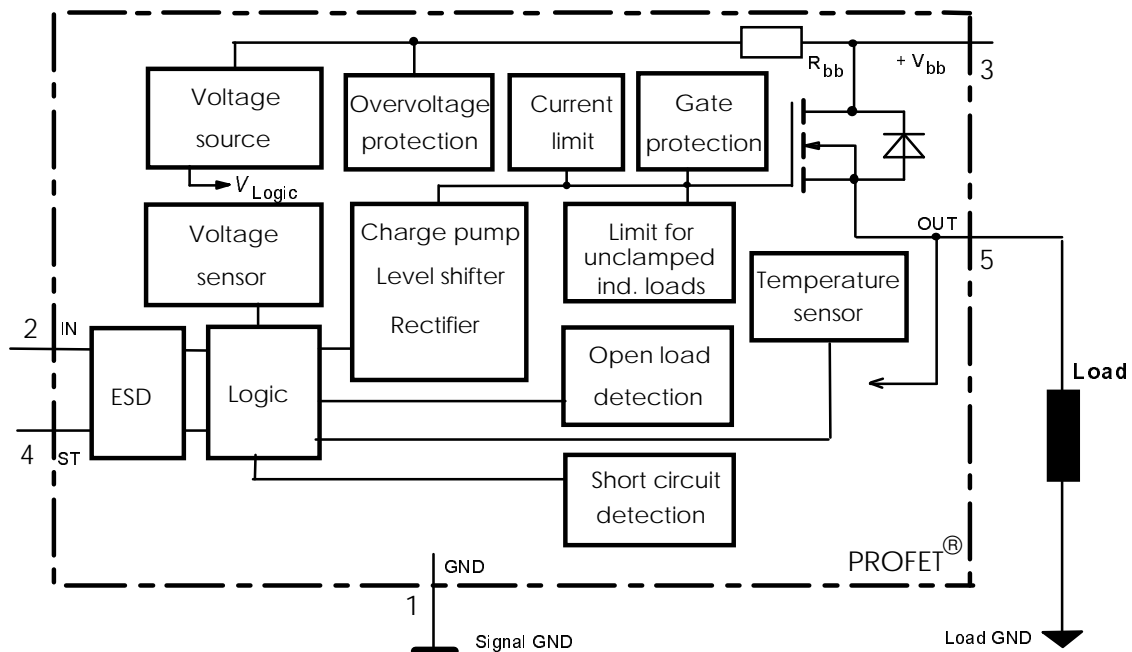 R bb
+ V bb
3
Voltage
source
Overvoltage
protection
Current
limit
Gate
protection
V Logic
Voltage
sensor
Charge pump
Level shifter
Rectifier
Limit for
unclamped
ind. loads
OUT
5
Temperature
sensor
2
IN
ESD
Logic
Open load
detection
Load
4
ST
Short circuit
detection
PROFET®
GND
1
Signal GND
Load GND